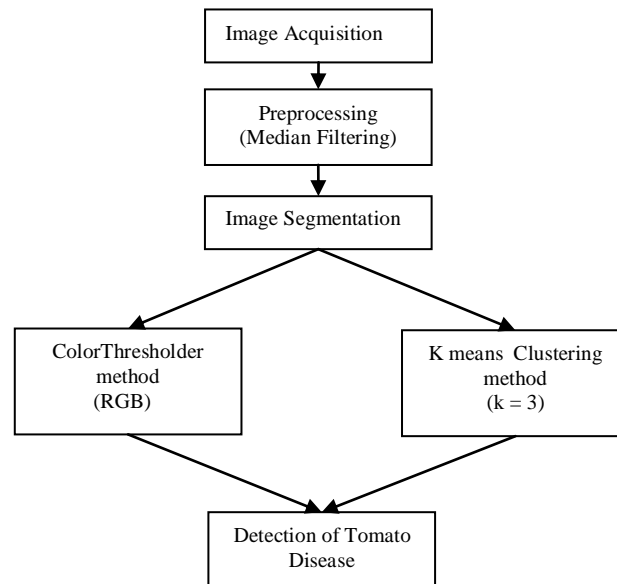 Image Acquisition
Preprocessing
(Median Filtering)
Image Segmentation
ColorThresholder
method
(RGB)
K means Clustering
method
(k = 3)
Detection of Tomato
Disease